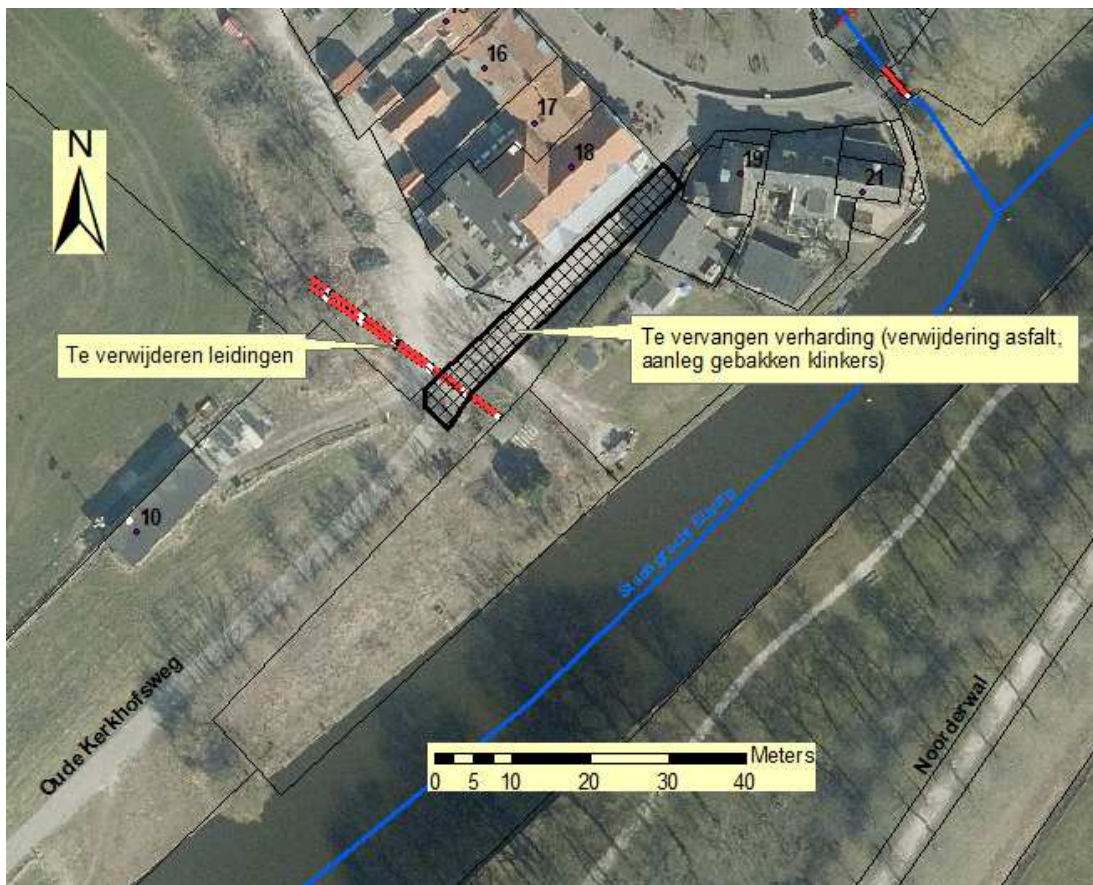 16
17
18
19
21
N
Te verwijderen leidingen
Te vervangen verharding (verwijdering asfalt,
aanleg gebakken klinkers)
10
Oude Kerkhofsweg
Noorderwal
Meters
0 5 10 20 30 40